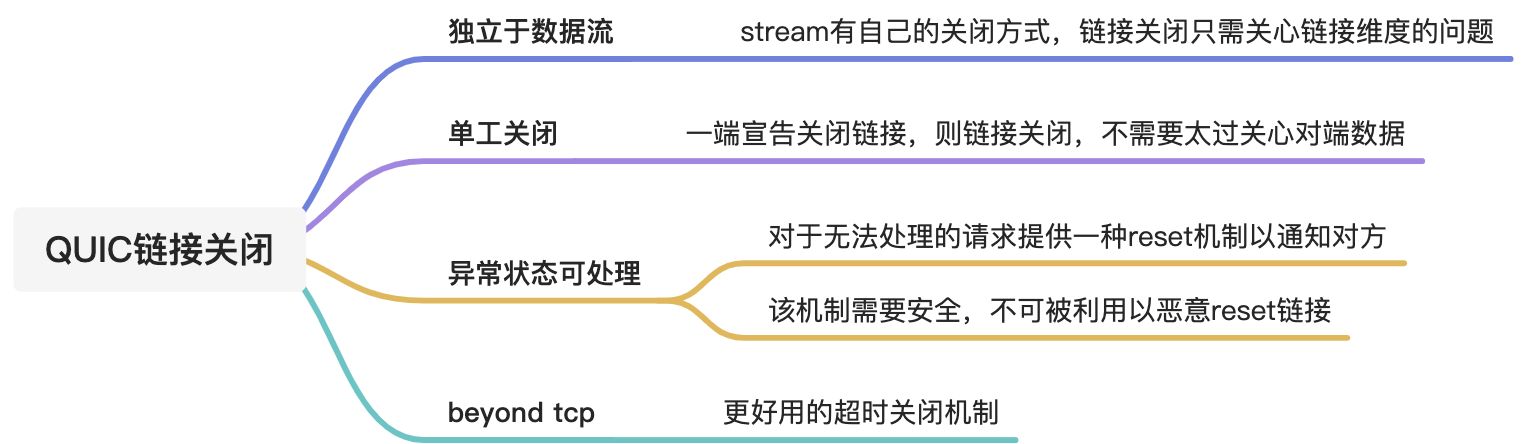 独立于数据流
stream有自己的关闭方式，链接关闭只需关心链接维度的问题
单工关闭
一端宣告关闭链接，则链接关闭，不需要太过关心对端数据
QUIC链接关闭
异常状态可处理
对于无法处理的请求提供一种reset机制以通知对方
该机制需要安全，不可被利用以恶意reset链接
beyond tcp
更好用的超时关闭机制